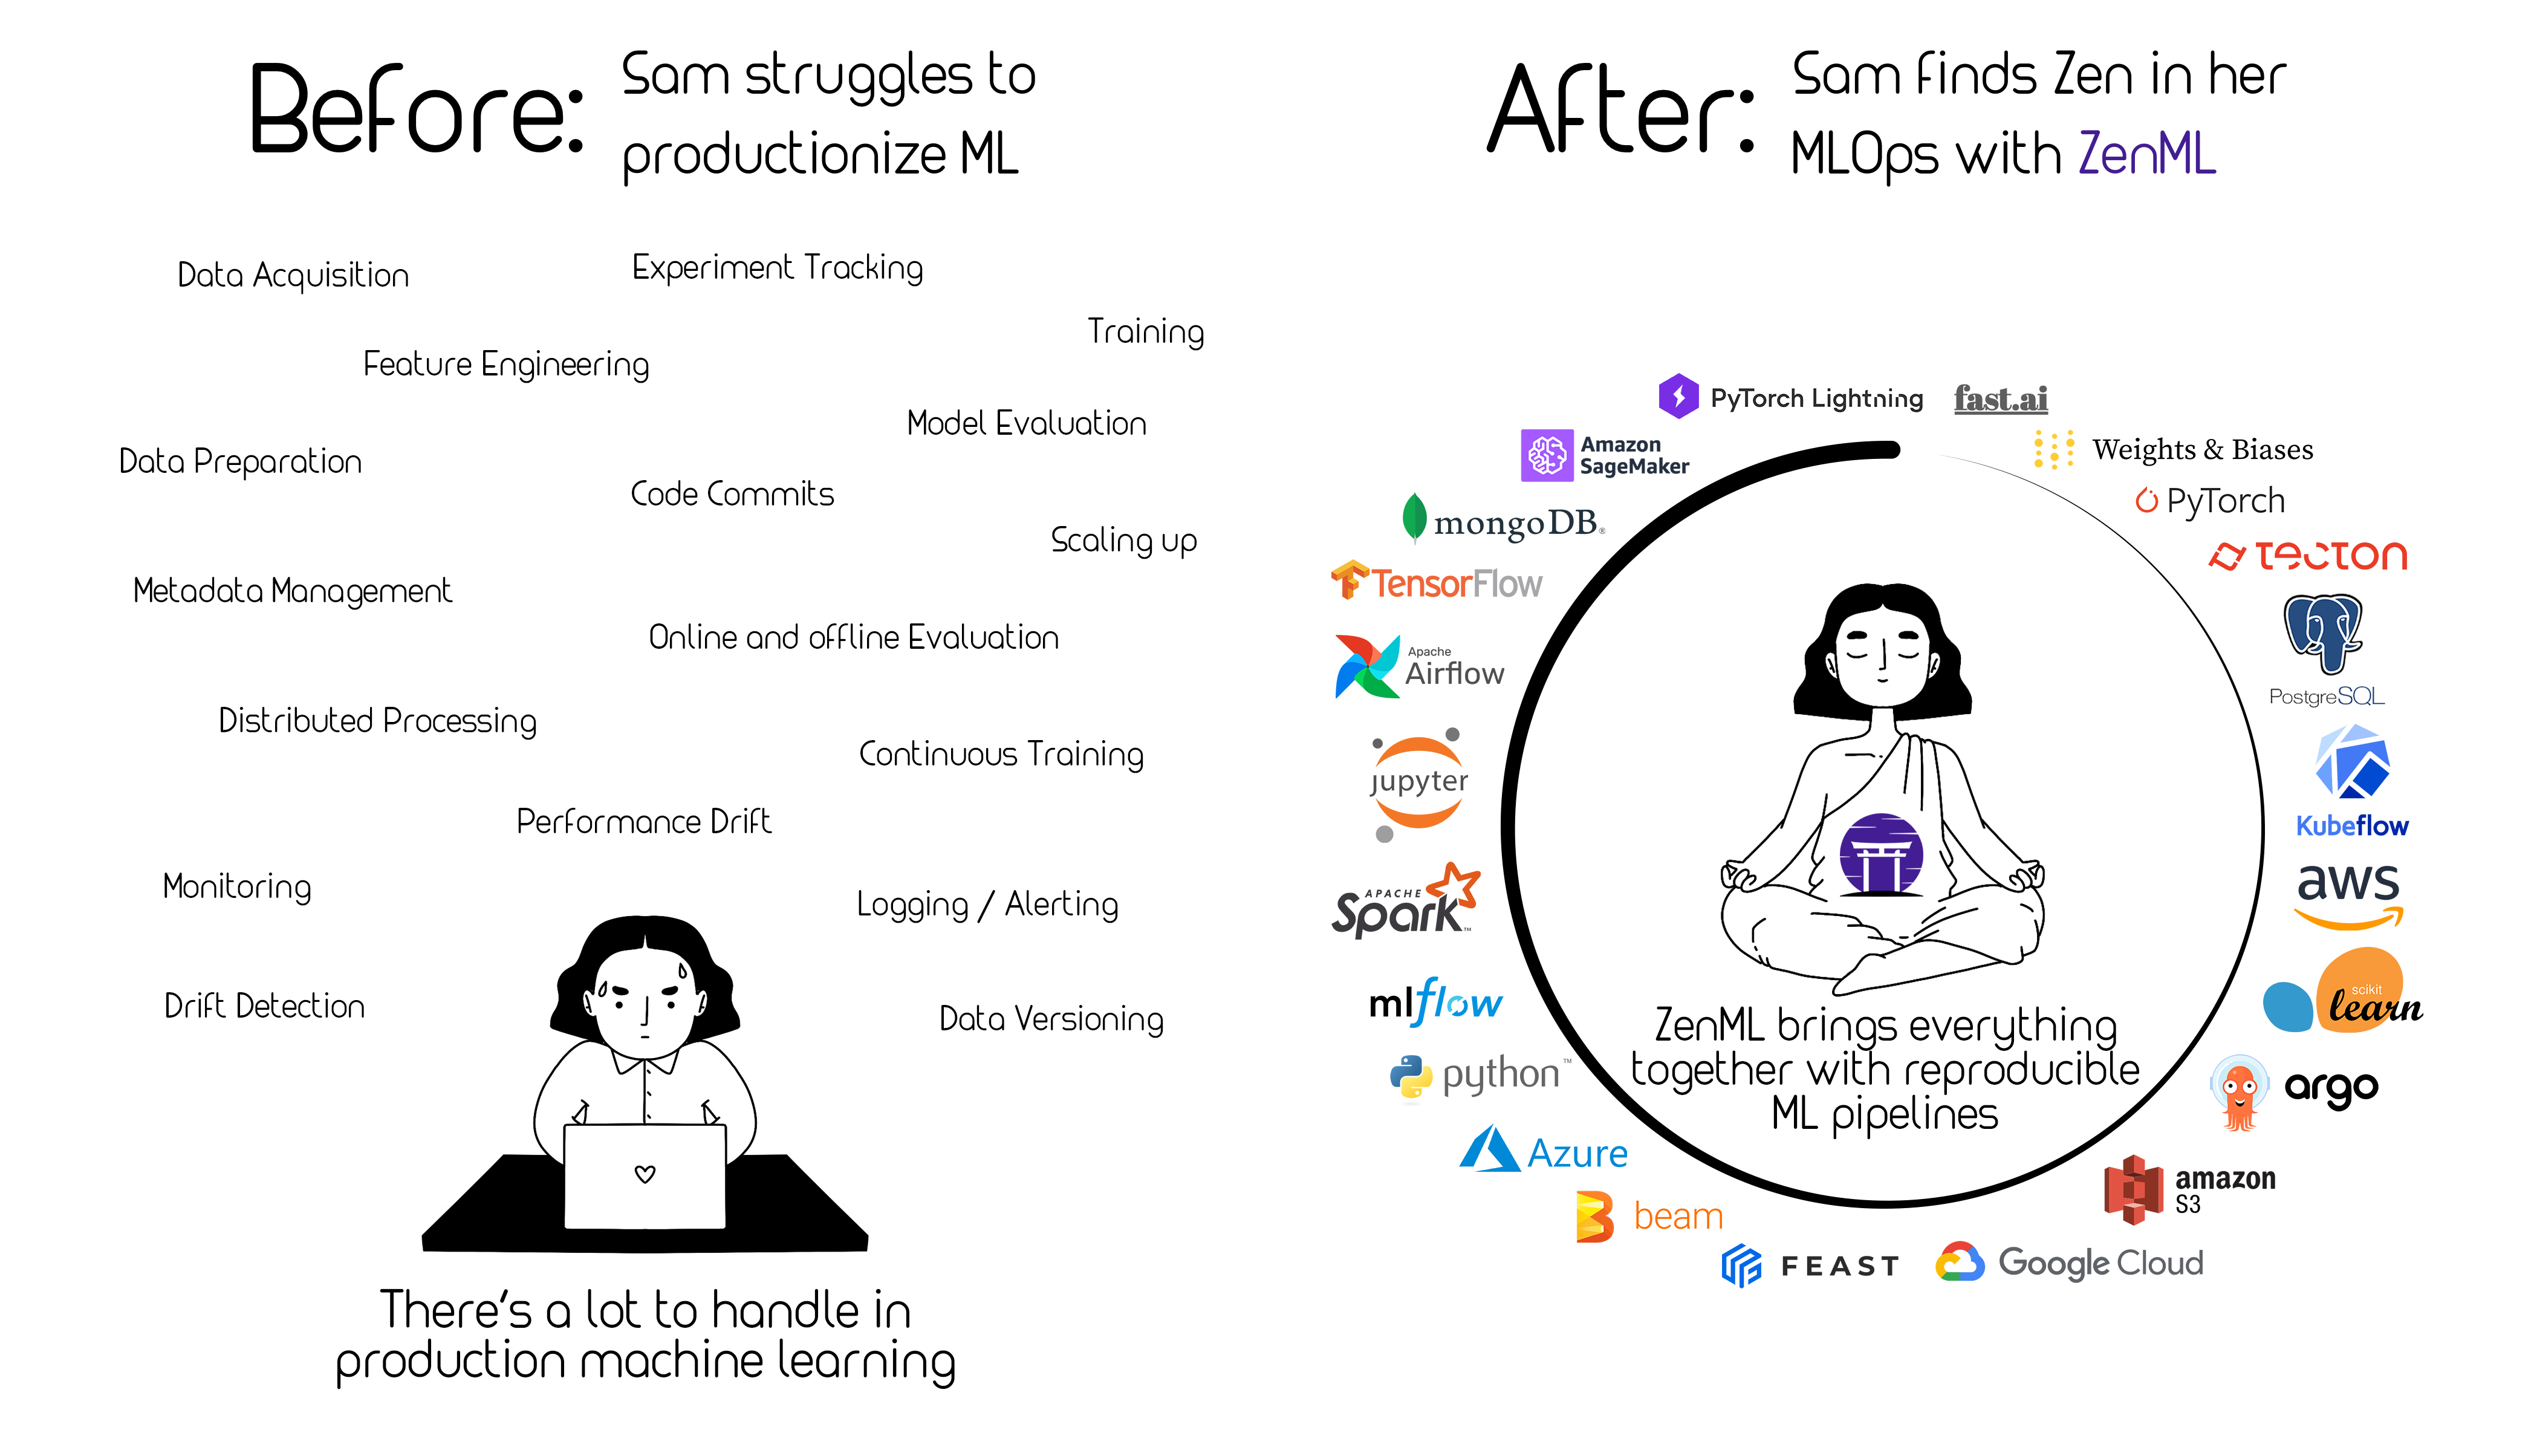 Before:
Sam struggles to
productionize ML
Data Acquisition
Experiment Tracking
Training
Feature Engineering
Model Evaluation
Data Preparation
Code Commits
Scaling up
Metadata Management
Online and offline Evaluation
Distributed Processing
Continuous Training
Performance Drift
Monitoring
Logging / Alerting
Drift Detection
Data Versioning
There's a lot to handle in
production machine learning
After:
Sam finds Zen in her
MLOps with ZenML
PyTorch Lightning
fast.ai
Amazon
SageMaker
Weights & Biases
mongoDB®
PyTorch
TECTON
TensorFlow
Apache
Airflow
PostgreSQL
jupyter
Kubeflow
APACHE
Spark™
aws
mlflow
scikit
learn
python™
argo
Azure
amazon
S3
beam
FEAST
Google Cloud
ZenML brings everything
together with reproducible
ML pipelines